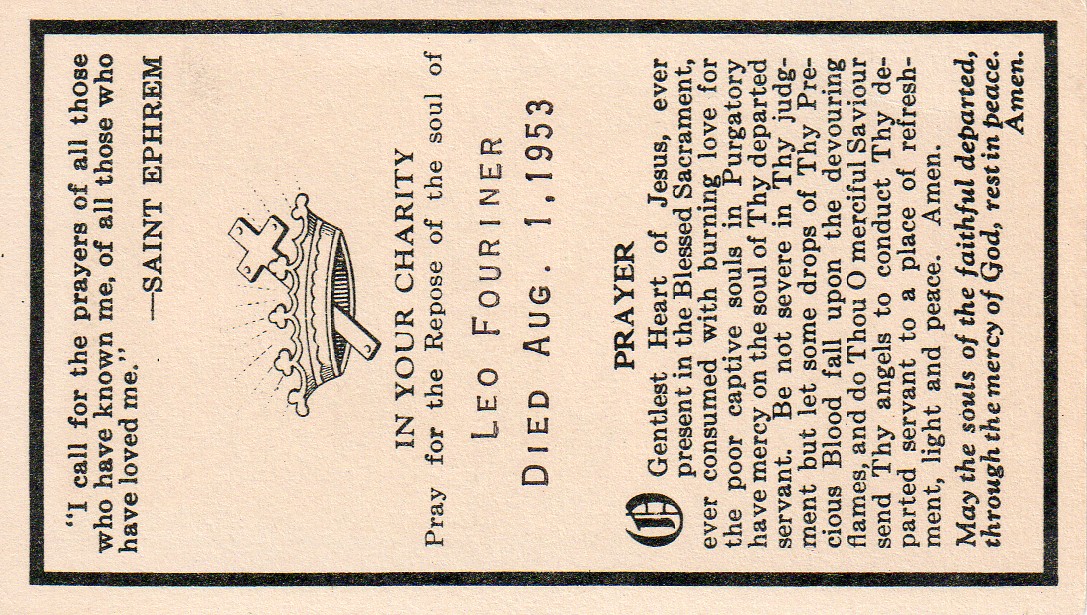 "I call for the prayers of all those
who have known me, of all those who
have loved me."
—SAINT EPHREM
IN YOUR CHARITY
Pray for the Repose of the soul of
LEO FOURINER
DIED AUG. 1, 1953
PRAYER
O Gentlest Heart of Jesus, ever
present in the Blessed Sacrament,
ever consumed with burning love for
the poor captive souls in Purgatory
have mercy on the soul of Thy departed
servant. Be not severe in Thy judg-
ment but let some drops of Thy Pre-
cious Blood fall upon the devouring
flames, and do Thou O merciful Saviour
send Thy angels to conduct Thy de-
parted servant to a place of refresh-
ment, light and peace. Amen.
May the souls of the faithful departed,
through the mercy of God, rest in peace.
Amen.